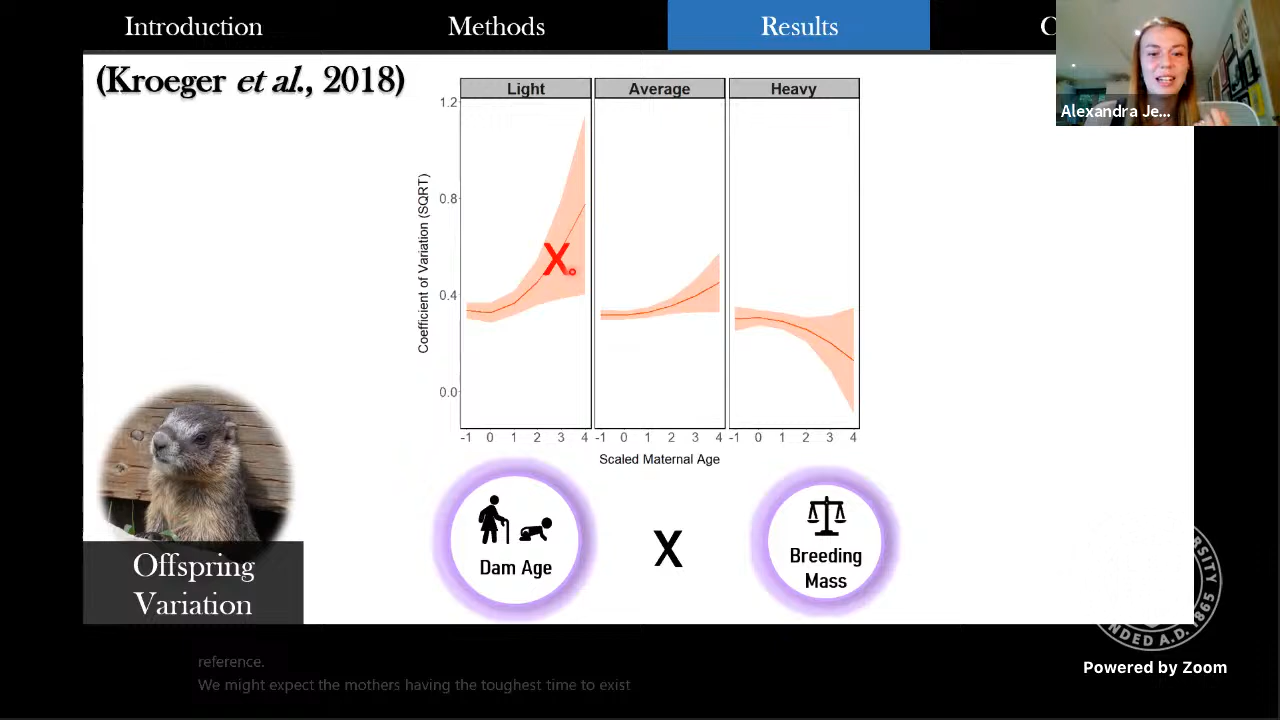 Introduction
Methods
Results
C
Alexandra Je...
(Kroeger et al., 2018)
Light
Average
Heavy
1.2
0.8
0.4
0.0
Coefficient of Variation (SQRT)
X
-1 0 1 2 3 4 -1 0 1 2 3 4 -1 0 1 2 3 4
Scaled Maternal Age
Dam Age
X
Breeding
Mass
Offspring
Variation
NDED A.D. 1865
RSITY
Powered by Zoom
reference.
We might expect the mothers having the toughest time to exist